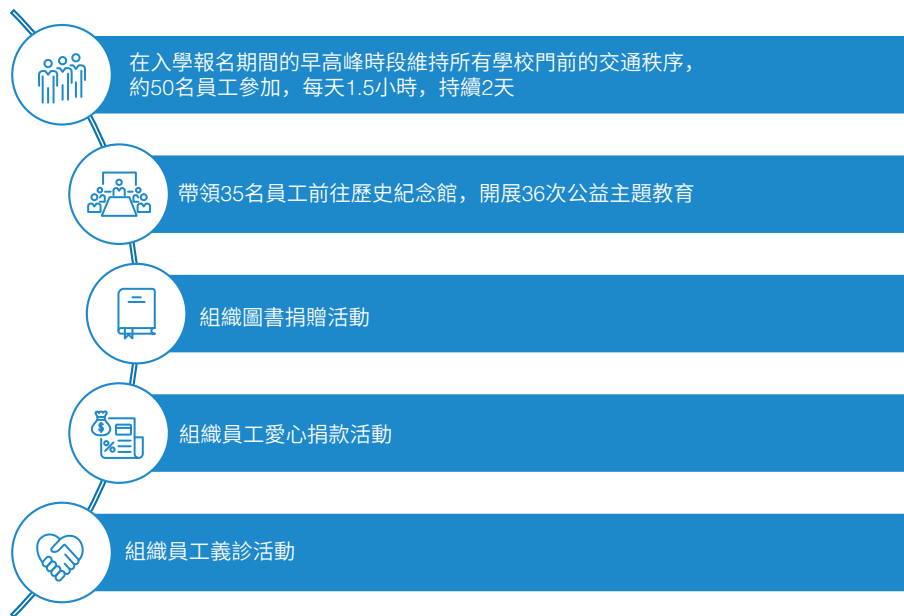 在入學報名期間的早高峰時段維持所有學校門前的交通秩序，
約50名員工參加，每天1.5小時，持續2天
帶領35名員工前往歷史紀念館，開展36次公益主題教育
組織圖書捐贈活動
組織員工愛心捐款活動
組織員工義診活動